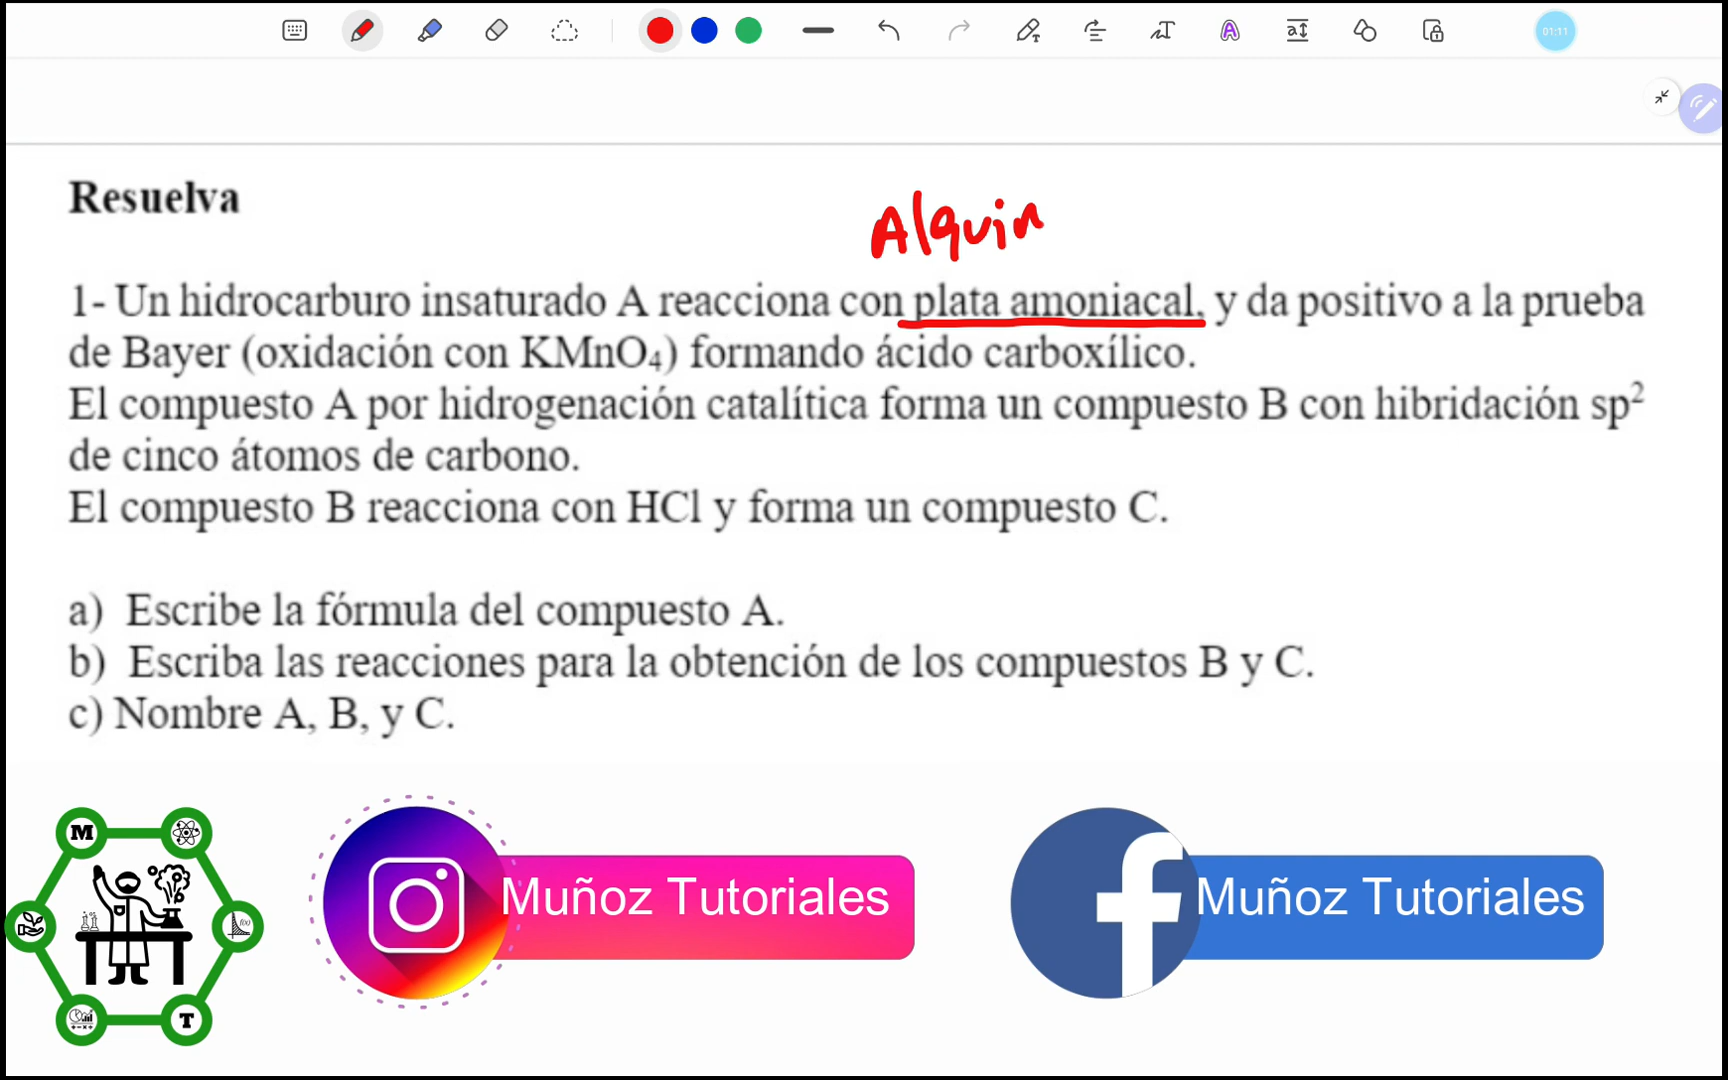 01:11
Resuelva
Alquin
1- Un hidrocarburo insaturado A reacciona con plata amoniacal, y da positivo a la prueba
de Bayer (oxidación con KMnO₄) formando ácido carboxílico.
El compuesto A por hidrogenación catalítica forma un compuesto B con hibridación sp²
de cinco átomos de carbono.
El compuesto B reacciona con HCl y forma un compuesto C.
a) Escribe la fórmula del compuesto A.
b) Escriba las reacciones para la obtención de los compuestos B y C.
c) Nombre A, B, y C.
M
f(x)
T
Muñoz Tutoriales
Muñoz Tutoriales